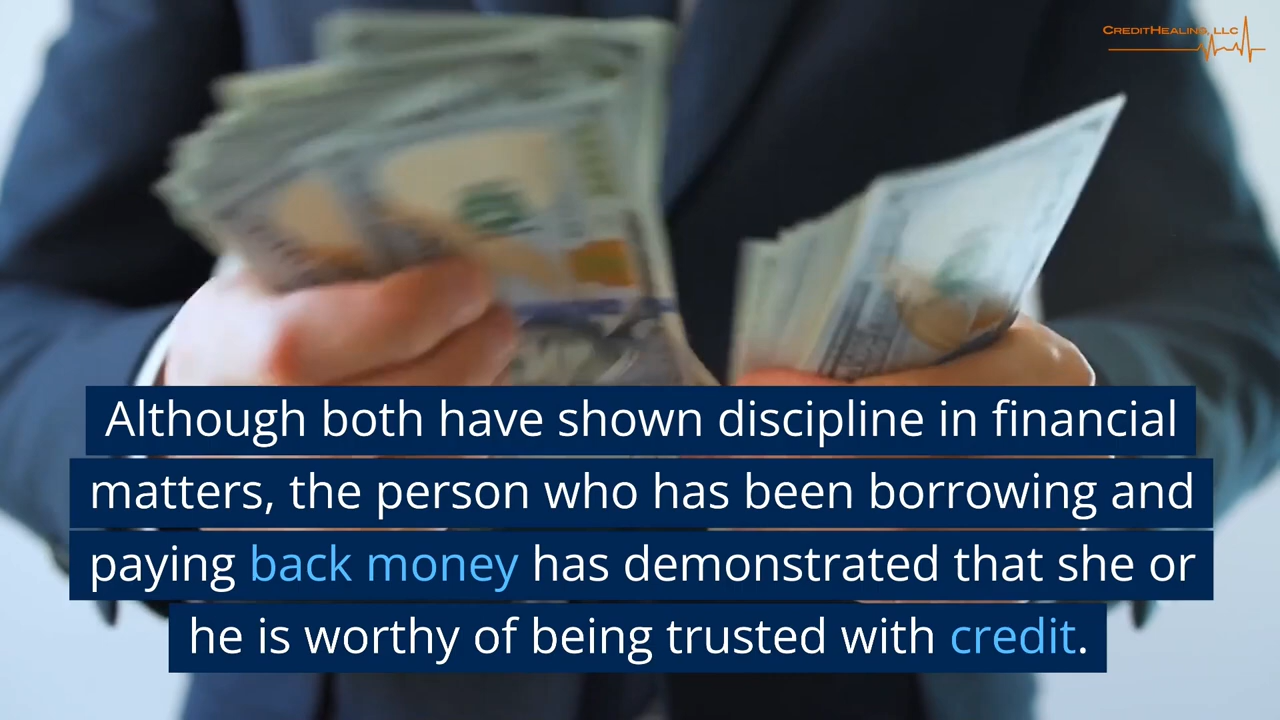 CREDITHEALING, LLC
Although both have shown discipline in financial
matters, the person who has been borrowing and
paying back money has demonstrated that she or
he is worthy of being trusted with credit.